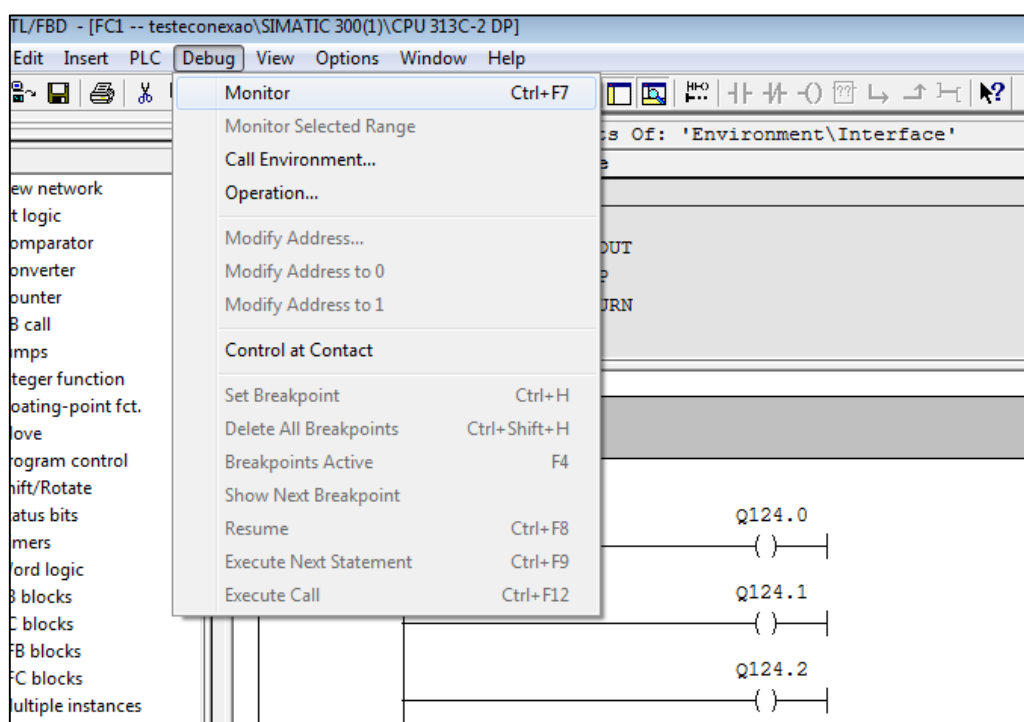 TL/FBD - [FC1 -- testeconexao\SIMATIC 300(1)\CPU 313C-2 DP]
Edit Insert PLC Debug View Options Window Help
Monitor Ctrl+F7
Monitor Selected Range
Call Environment...
Operation...
Modify Address...
Modify Address to 0
Modify Address to 1
Control at Contact
Set Breakpoint Ctrl+H
Delete All Breakpoints Ctrl+Shift+H
Breakpoints Active F4
Show Next Breakpoint
Resume Ctrl+F8
Execute Next Statement Ctrl+F9
Execute Call Ctrl+F12
ts Of: 'Environment\Interface'
e
OUT
P
URN
ew network
t logic
omparator
onverter
ounter
B call
mps
teger function
oating-point fct.
ove
rogram control
hift/Rotate
tatus bits
mers
ord logic
B blocks
C blocks
FB blocks
FC blocks
ultiple instances
Q124.0
Q124.1
Q124.2